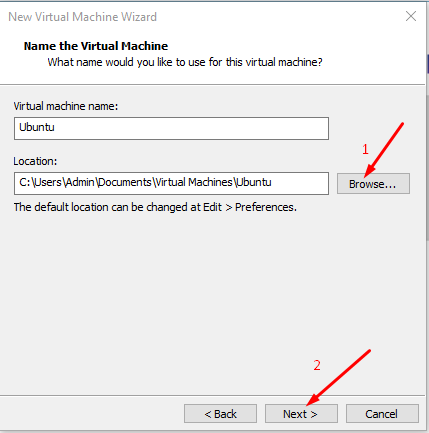 New Virtual Machine Wizard
Name the Virtual Machine
What name would you like to use for this virtual machine?
Virtual machine name:
Ubuntu
1
Location:
C:\Users\Admin\Documents\Virtual Machines\Ubuntu
Browse...
The default location can be changed at Edit > Preferences.
2
< Back
Next >
Cancel